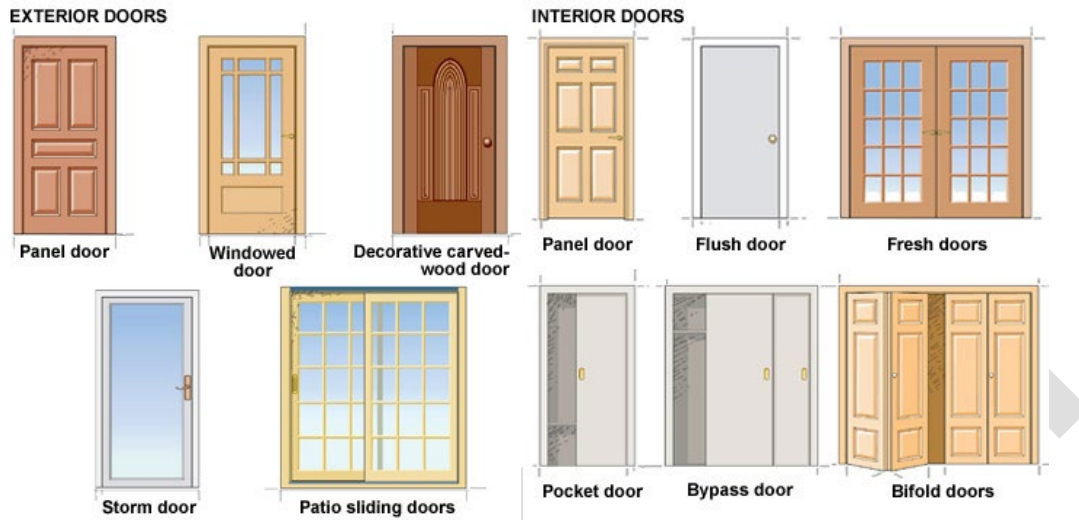 EXTERIOR DOORS
Panel door
Windowed
door
Decorative carved-
wood door
Storm door
Patio sliding doors
INTERIOR DOORS
Panel door
Flush door
Fresh doors
Pocket door
Bypass door
Bifold doors